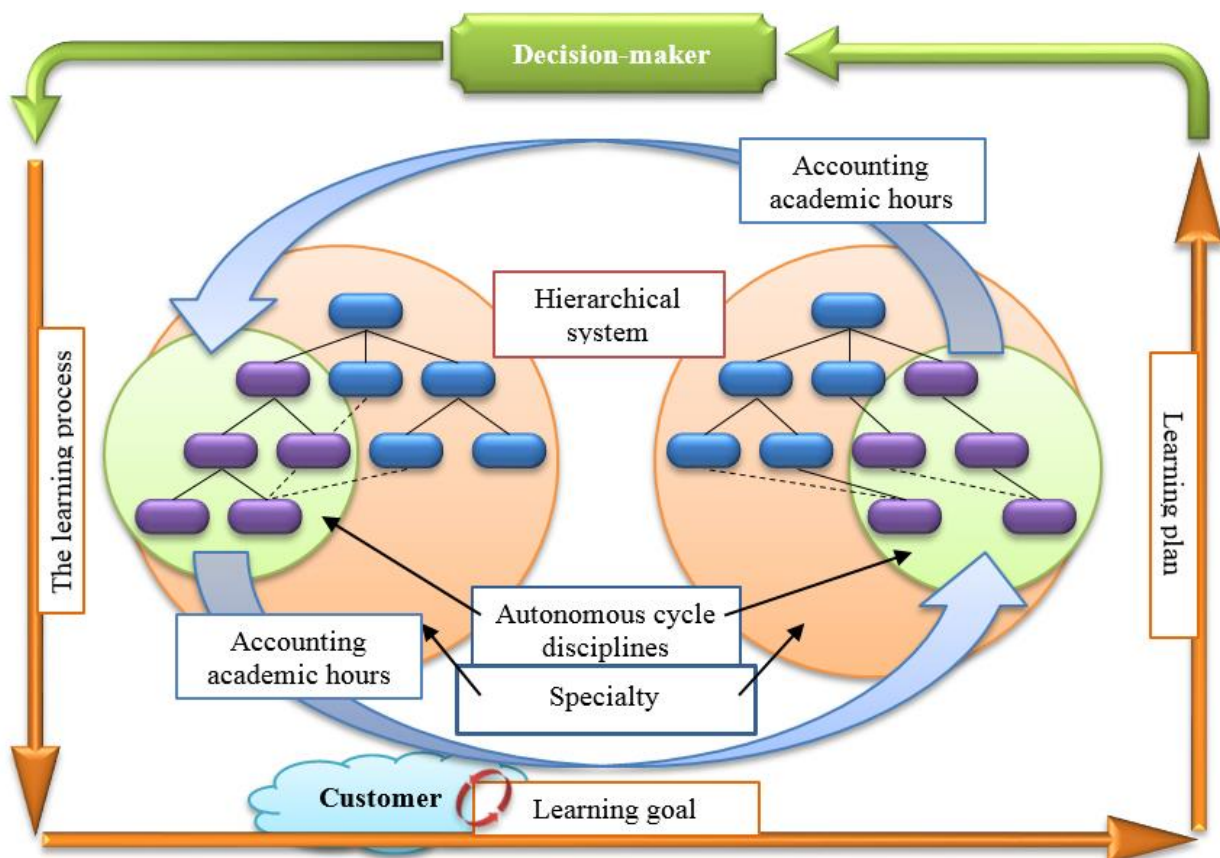 Decision-maker
Accounting
academic hours
Hierarchical
system
The learning process
Learning plan
Autonomous cycle
disciplines
Accounting
academic hours
Specialty
Customer
Learning goal